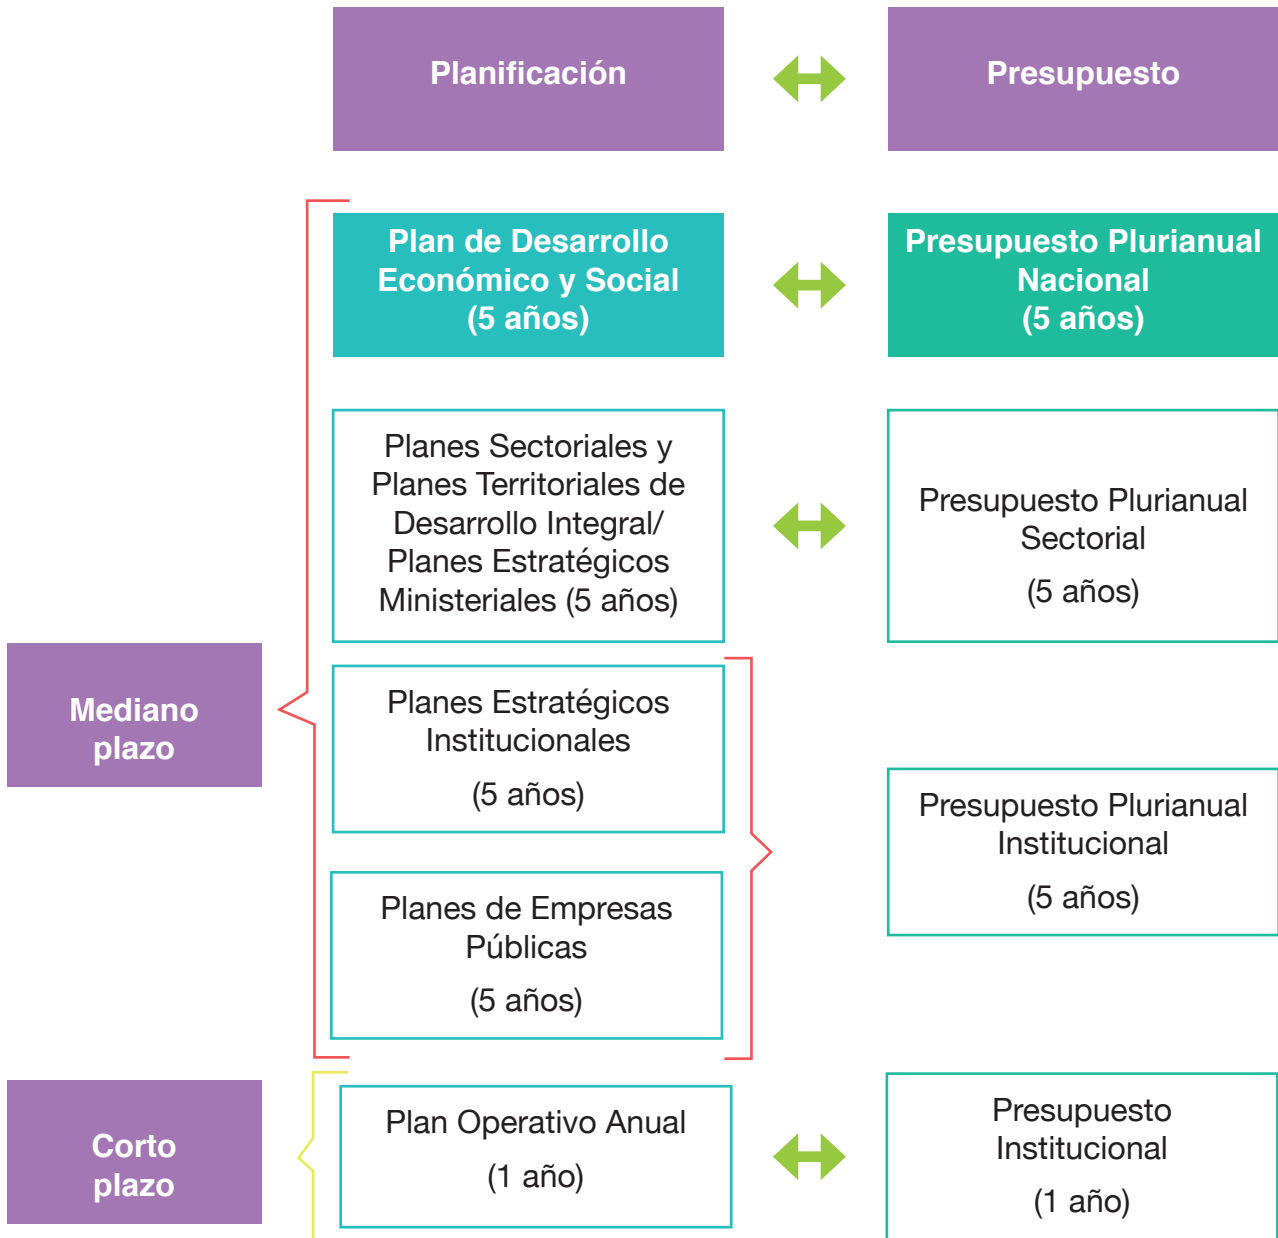 Planificación
Presupuesto
Plan de Desarrollo
Económico y Social
(5 años)
Presupuesto Plurianual
Nacional
(5 años)
Planes Sectoriales y
Planes Territoriales de
Desarrollo Integral/
Planes Estratégicos
Ministeriales (5 años)
Presupuesto Plurianual
Sectorial
(5 años)
Mediano
plazo
Planes Estratégicos
Institucionales
(5 años)
Planes de Empresas
Públicas
(5 años)
Presupuesto Plurianual
Institucional
(5 años)
Corto
plazo
Plan Operativo Anual
(1 año)
Presupuesto
Institucional
(1 año)